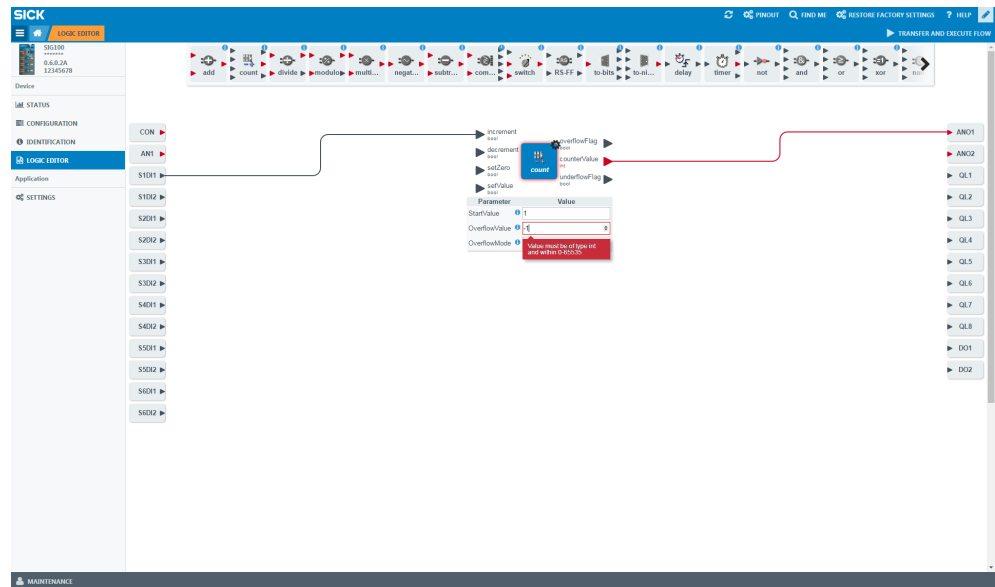 SICK
PINOUT FIND ME RESTORE FACTORY SETTINGS ? HELP
LOGIC EDITOR
TRANSFER AND EXECUTE FLOW
SIG100
*******
0.6.0.2A
12345678
Device
STATUS
CONFIGURATION
IDENTIFICATION
LOGIC EDITOR
Application
SETTINGS
add count divide modulo multi... negat... subtr... com... switch RS-FF to-bits to-ni... delay timer not and or xor
CON
AN1
S1DI1
S1DI2
S2DI1
S2DI2
S3DI1
S3DI2
S4DI1
S4DI2
S5DI1
S5DI2
S6DI1
S6DI2
increment
bool
decrement
bool
setZero
bool
setValue
bool
count
overflowFlag
bool
counterValue
int
underflowFlag
bool
Parameter Value
StartValue 1
OverflowValue -1
OverflowMode
Value must be of type int
and within 0-65535
ANO1
ANO2
QL1
QL2
QL3
QL4
QL5
QL6
QL7
QL8
DO1
DO2
MAINTENANCE